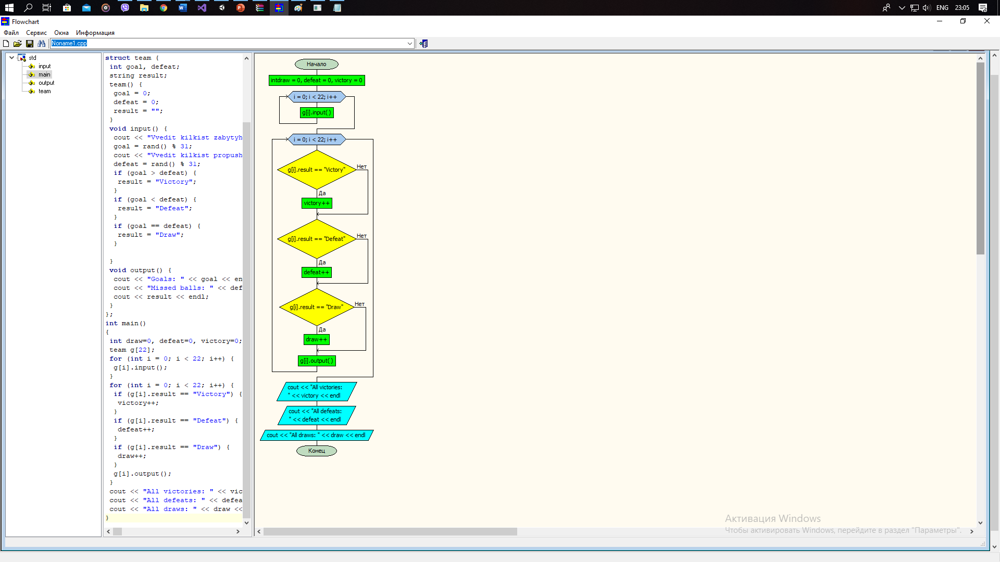 ENG
23:05
Flowchart
Файл Сервис Окна Информация
Noname1.cpp
std
input
main
output
team
struct team {
int goal, defeat;
string result;
team() {
goal = 0;
defeat = 0;
result = "";
}
void input() {
cout << "Vvedit kilkist zabytyh
goal = rand() % 31;
cout << "Vvedit kilkist propush
defeat = rand() % 31;
if (goal > defeat) {
result = "Victory";
}
if (goal < defeat) {
result = "Defeat";
}
if (goal == defeat) {
result = "Draw";
}
}
void output() {
cout << "Goals: " << goal << en
cout << "Missed balls: " << def
cout << result << endl;
}
};
int main()
{
int draw=0, defeat=0, victory=0;
team g[22];
for (int i = 0; i < 22; i++) {
g[i].input();
}
for (int i = 0; i < 22; i++) {
if (g[i].result == "Victory") {
victory++;
}
if (g[i].result == "Defeat") {
defeat++;
}
if (g[i].result == "Draw") {
draw++;
}
g[i].output();
}
cout << "All victories: " << vic
cout << "All defeats: " << defea
cout << "All draws: " << draw <<
}
Начало
intdraw = 0, defeat = 0, victory = 0
i = 0; i < 22; i++
g[i].input()
i = 0; i < 22; i++
g[i].result == "Victory"
Нет
Да
victory++
g[i].result == "Defeat"
Нет
Да
defeat++
g[i].result == "Draw"
Нет
Да
draw++
g[i].output()
cout << "All victories:
" << victory << endl
cout << "All defeats:
" << defeat << endl
cout << "All draws: " << draw << endl
Конец
Активация Windows
Чтобы активировать Windows, перейдите в раздел "Параметры".